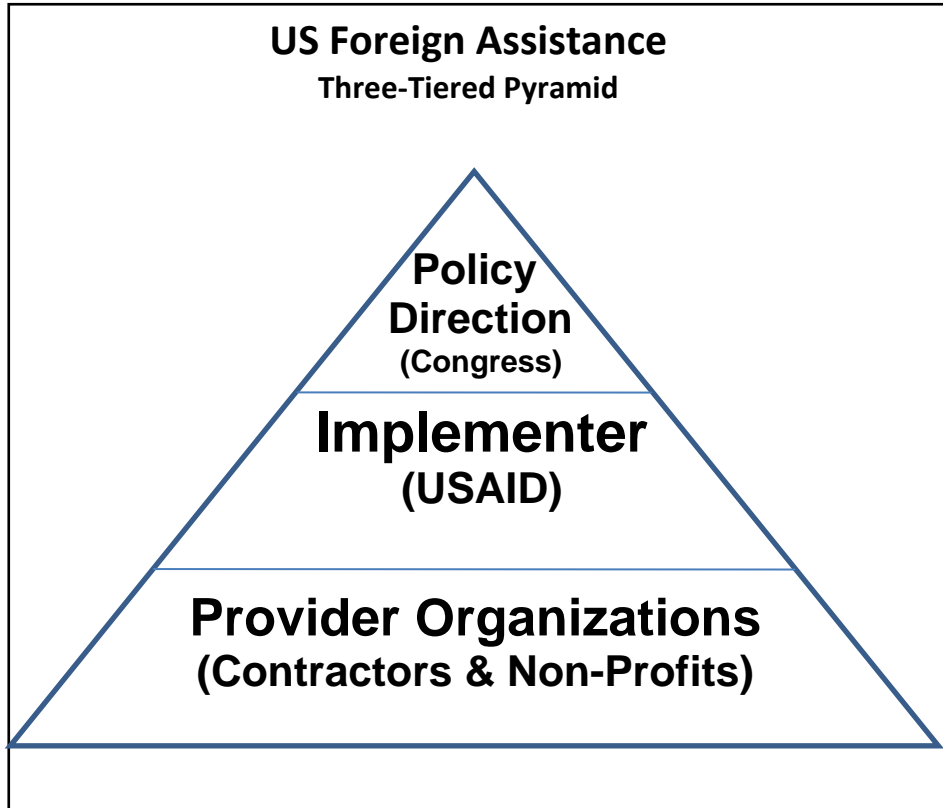 US Foreign Assistance
Three-Tiered Pyramid
Policy
Direction
(Congress)
Implementer
(USAID)
Provider Organizations
(Contractors & Non-Profits)